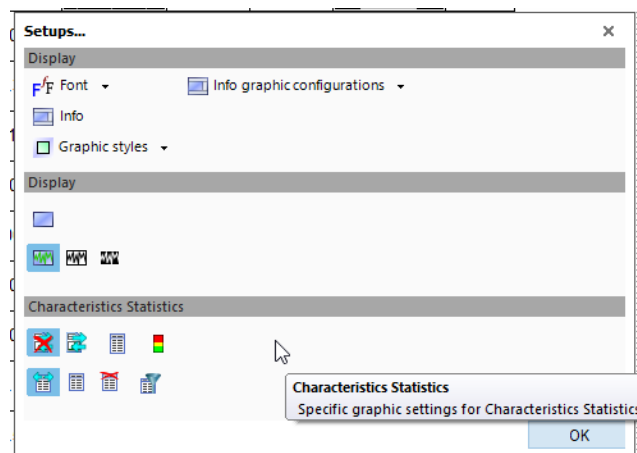 Setups...
Display
Font
Info graphic configurations
Info
Graphic styles
Display
Characteristics Statistics
Characteristics Statistics
Specific graphic settings for Characteristics Statistics
OK